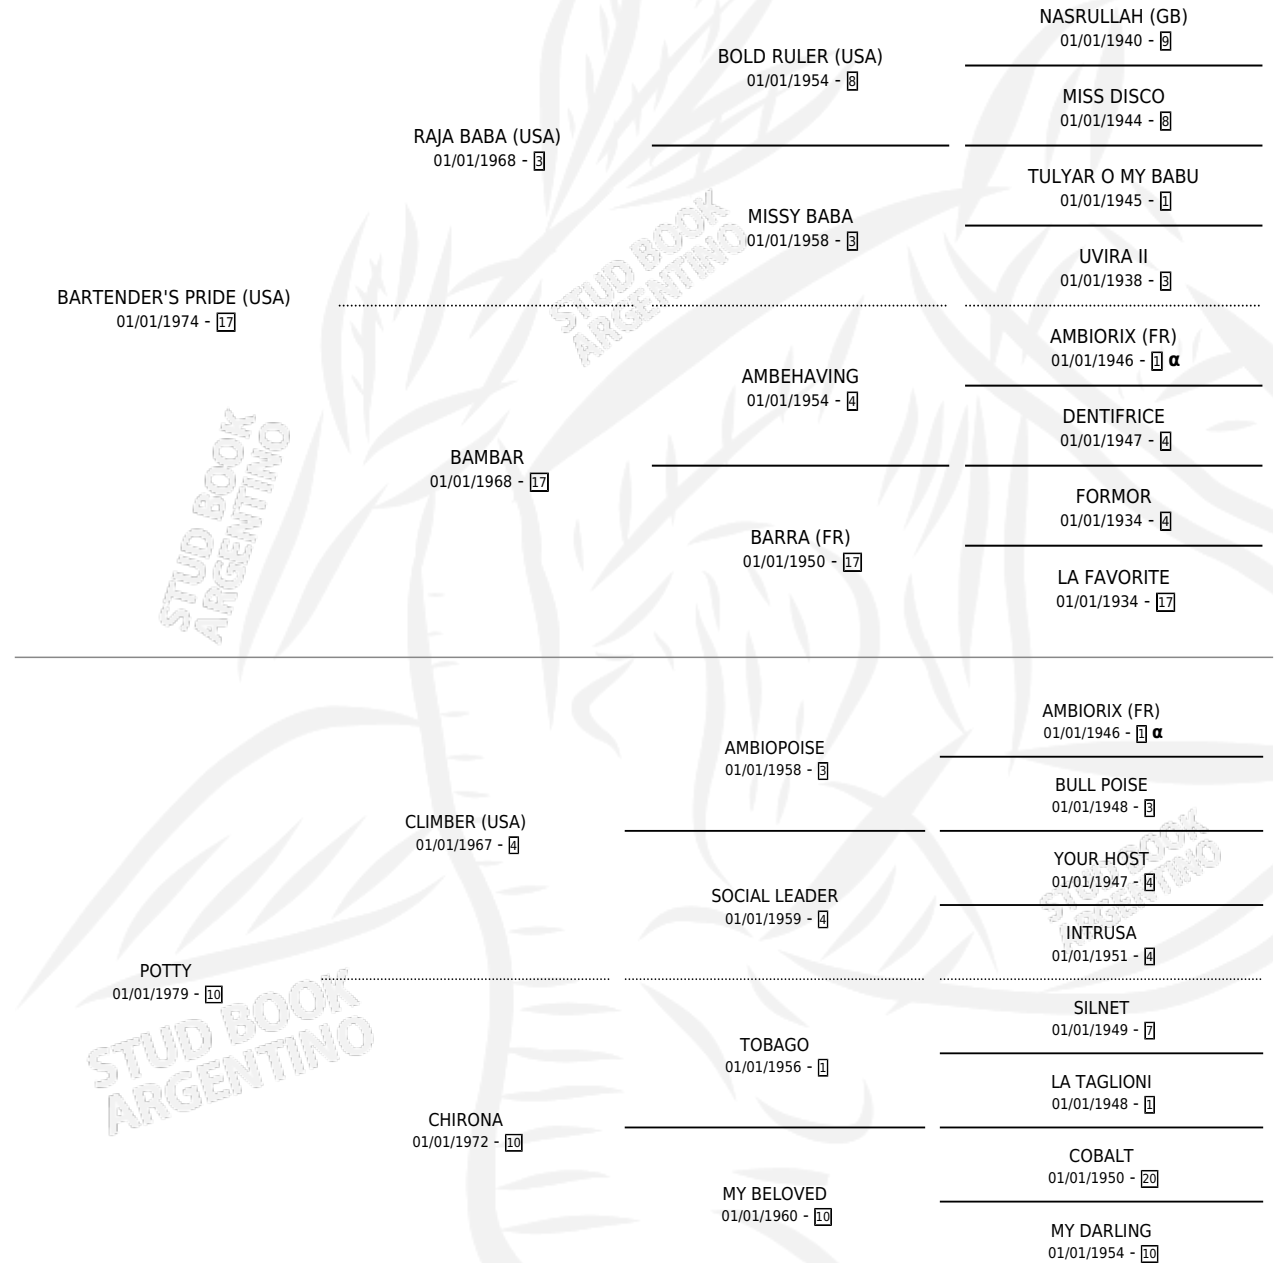 NASRULLAH (GB)
01/01/1940 - 9
BOLD RULER (USA)
01/01/1954 - 8
MISS DISCO
01/01/1944 - 8
RAJA BABA (USA)
01/01/1968 - 3
TULYAR O MY BABU
01/01/1945 - 1
MISSY BABA
01/01/1958 - 3
UVIRA II
01/01/1938 - 3
BARTENDER'S PRIDE (USA)
01/01/1974 - 17
AMBIORIX (FR)
01/01/1946 - 1 α
AMBEHAVING
01/01/1954 - 4
DENTIFRICE
01/01/1947 - 4
BAMBAR
01/01/1968 - 17
FORMOR
01/01/1934 - 4
BARRA (FR)
01/01/1950 - 17
LA FAVORITE
01/01/1934 - 17
AMBIORIX (FR)
01/01/1946 - 1 α
AMBIOPOISE
01/01/1958 - 3
BULL POISE
01/01/1948 - 3
CLIMBER (USA)
01/01/1967 - 4
YOUR HOST
01/01/1947 - 4
SOCIAL LEADER
01/01/1959 - 4
INTRUSA
01/01/1951 - 4
POTTY
01/01/1979 - 10
SILNET
01/01/1949 - 7
TOBAGO
01/01/1956 - 1
LA TAGLIONI
01/01/1948 - 1
CHIRONA
01/01/1972 - 10
COBALT
01/01/1950 - 20
MY BELOVED
01/01/1960 - 10
MY DARLING
01/01/1954 - 10
STUD BOOK
ARGENTINO
STUD BOOK
ARGENTINO
STUD BOOK
ARGENTINO
STUD BOOK
ARGENTINO